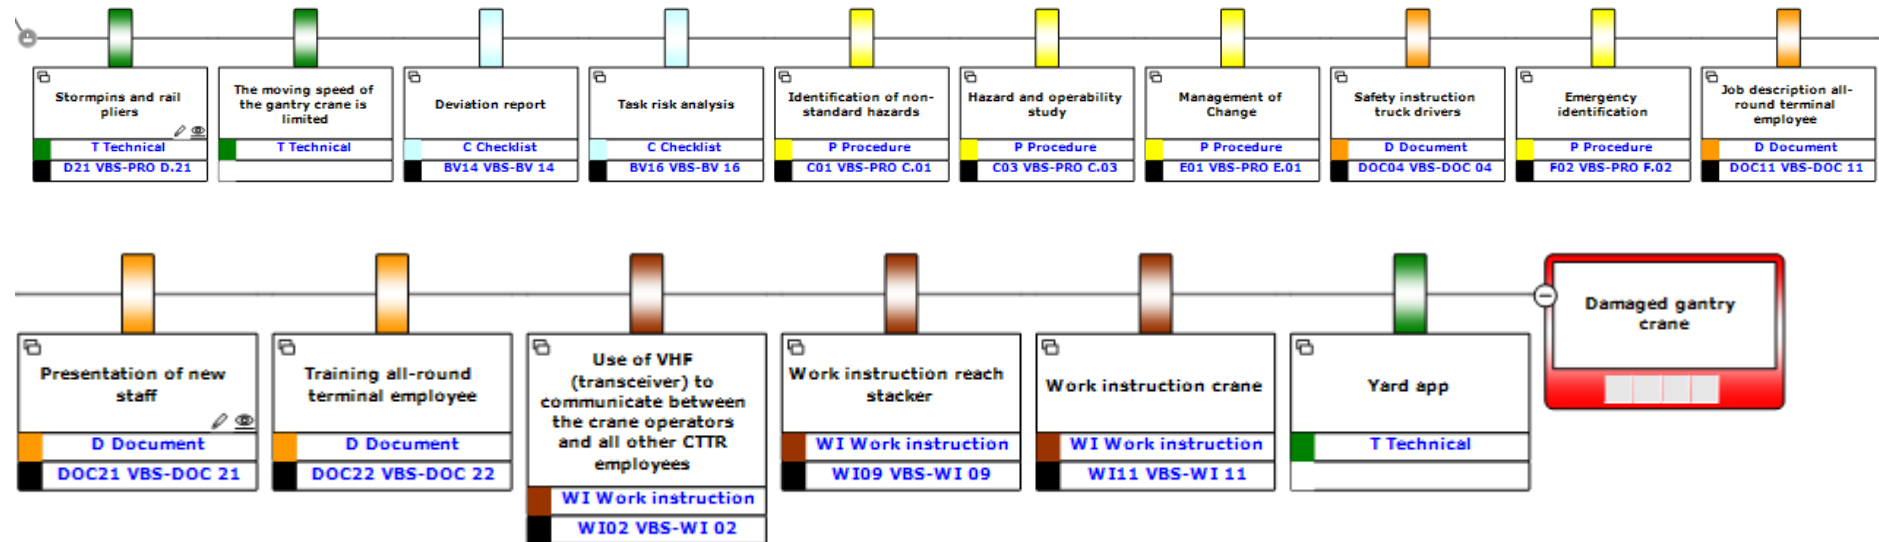 Stormpins and rail
pliers
T Technical
D21 VBS-PRO D.21
The moving speed of
the gantry crane is
limited
T Technical
Deviation report
C Checklist
BV14 VBS-BV 14
Task risk analysis
C Checklist
BV16 VBS-BV 16
Identification of non-
standard hazards
P Procedure
C01 VBS-PRO C.01
Hazard and operability
study
P Procedure
C03 VBS-PRO C.03
Management of
Change
P Procedure
E01 VBS-PRO E.01
Safety instruction
truck drivers
D Document
DOC04 VBS-DOC 04
Emergency
identification
P Procedure
F02 VBS-PRO F.02
Job description all-
round terminal
employee
D Document
DOC11 VBS-DOC 11
Presentation of new
staff
D Document
DOC21 VBS-DOC 21
Training all-round
terminal employee
D Document
DOC22 VBS-DOC 22
Use of VHF
(transceiver) to
communicate between
the crane operators
and all other CTTR
employees
WI Work instruction
WI02 VBS-WI 02
Work instruction reach
stacker
WI Work instruction
WI09 VBS-WI 09
Work instruction crane
WI Work instruction
WI11 VBS-WI 11
Yard app
T Technical
Damaged gantry
crane